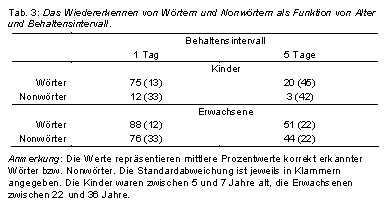 Tab. 3: Das Wiedererkennen von Wörtern und Nonwörtern als Funktion von Alter
und Behaltensintervall.
Behaltensintervall
1 Tag 5 Tage
Kinder
Wörter 75 (13) 20 (45)
Nonwörter 12 (33) 3 (42)
Erwachsene
Wörter 88 (12) 51 (22)
Nonwörter 76 (33) 44 (22)
Anmerkung: Die Werte repräsentieren mittlere Prozentwerte korrekt erkannter
Wörter bzw. Nonwörter. Die Standardabweichung ist jeweils in Klammern
angegeben. Die Kinder waren zwischen 5 und 7 Jahre alt, die Erwachsenen
zwischen 22 und 36 Jahre.